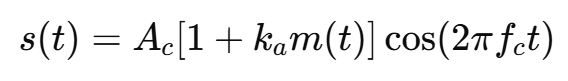 s(t) = A_c[1 + k_a m(t)] cos(2πf_c t)